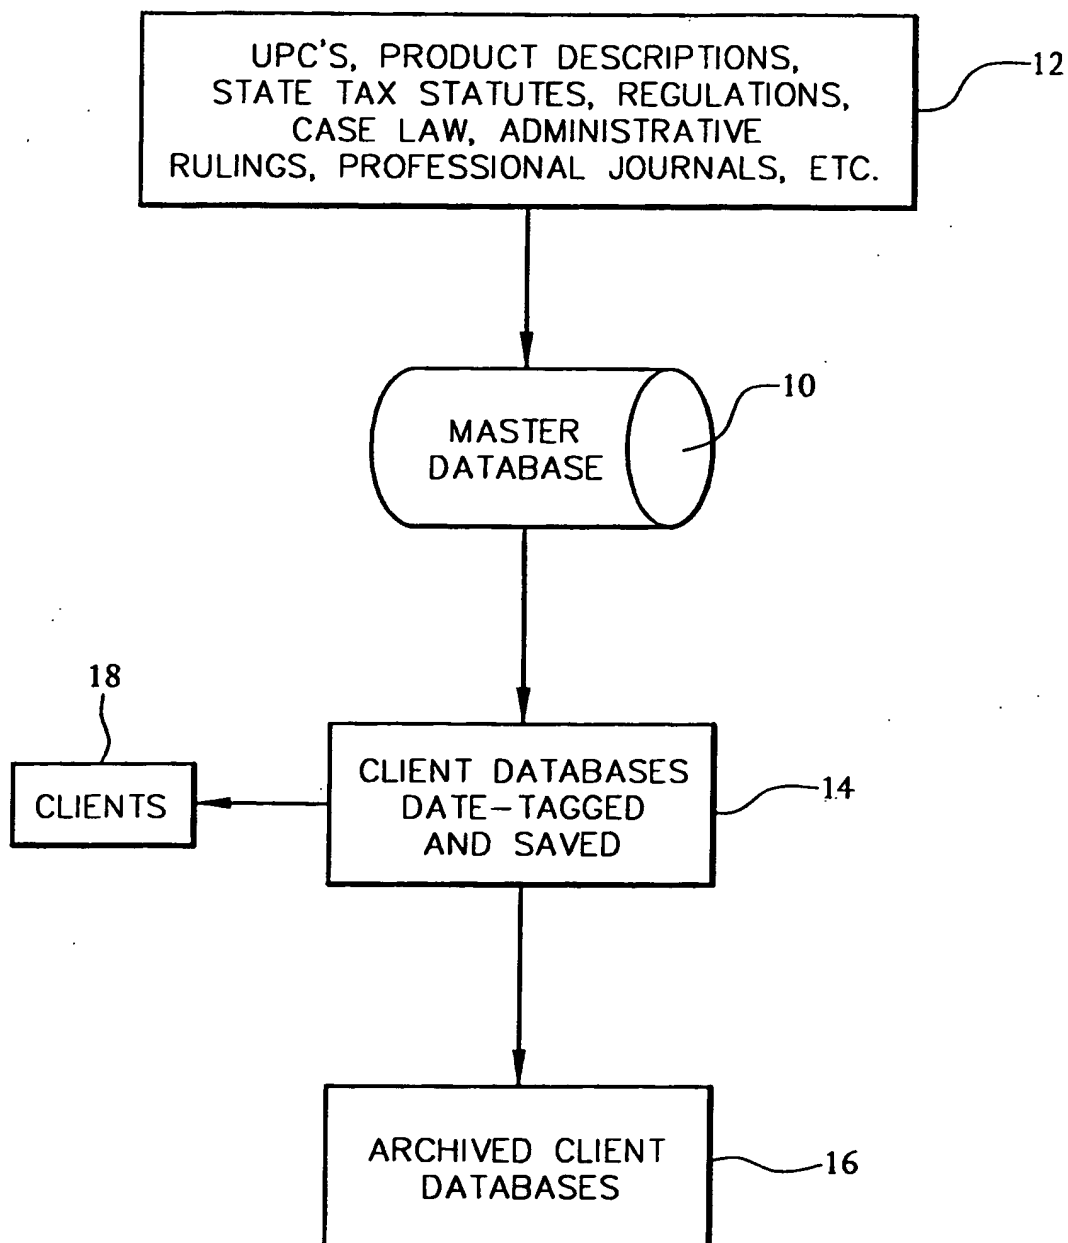 UPC'S, PRODUCT DESCRIPTIONS,
STATE TAX STATUTES, REGULATIONS,
CASE LAW, ADMINISTRATIVE
RULINGS, PROFESSIONAL JOURNALS, ETC.
12
MASTER
DATABASE
10
18
CLIENTS
CLIENT DATABASES
DATE-TAGGED
AND SAVED
14
ARCHIVED CLIENT
DATABASES
16